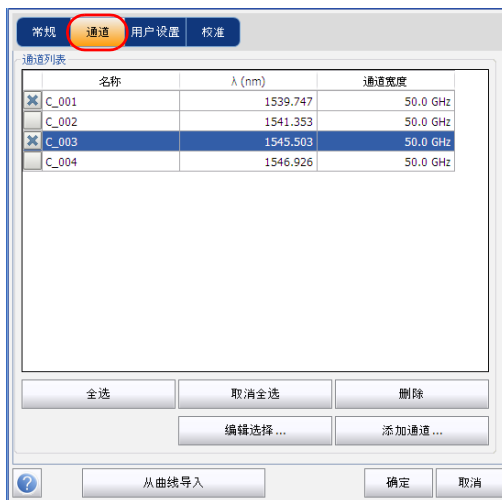 常规 通道 用户设置 校准
通道列表
名称 λ (nm) 通道宽度
C_001 1539.747 50.0 GHz
C_002 1541.353 50.0 GHz
C_003 1545.503 50.0 GHz
C_004 1546.926 50.0 GHz
全选 取消全选 删除
编辑选择... 添加通道...
? 从曲线导入 确定 取消